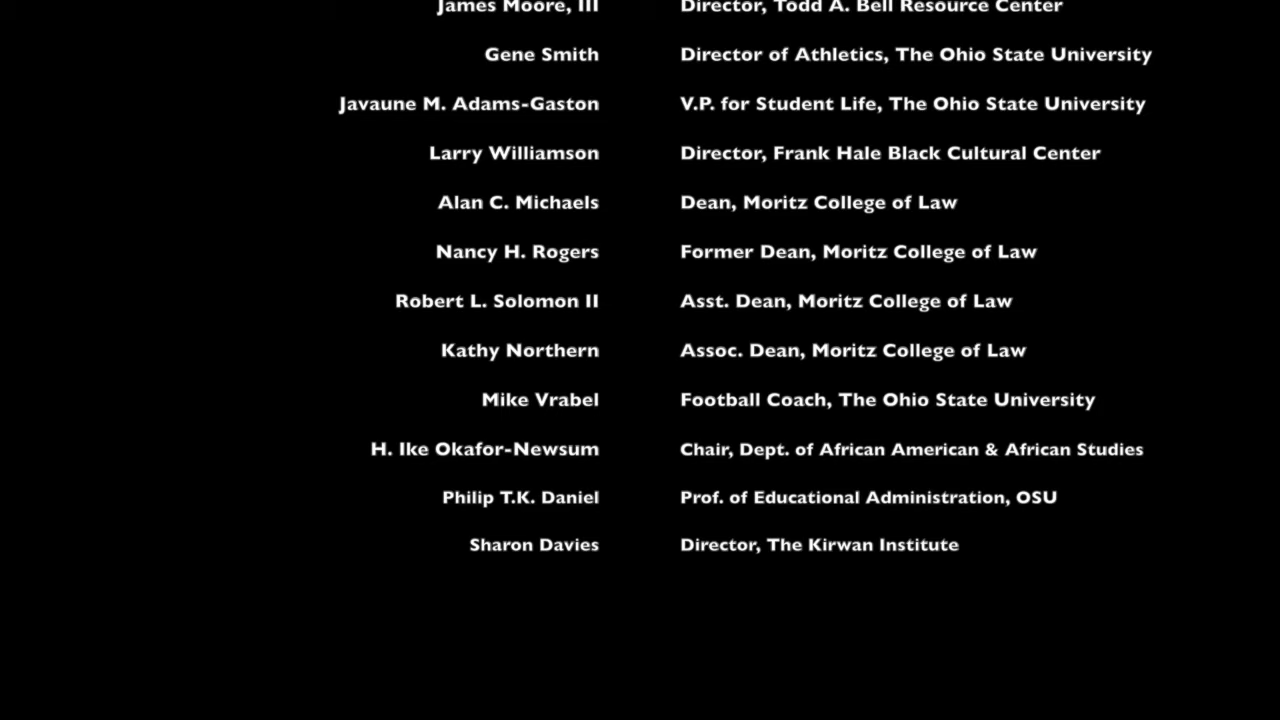 James Moore, III Director, Todd A. Bell Resource Center
Gene Smith Director of Athletics, The Ohio State University
Javaune M. Adams-Gaston V.P. for Student Life, The Ohio State University
Larry Williamson Director, Frank Hale Black Cultural Center
Alan C. Michaels Dean, Moritz College of Law
Nancy H. Rogers Former Dean, Moritz College of Law
Robert L. Solomon II Asst. Dean, Moritz College of Law
Kathy Northern Assoc. Dean, Moritz College of Law
Mike Vrabel Football Coach, The Ohio State University
H. Ike Okafor-Newsum Chair, Dept. of African American & African Studies
Philip T.K. Daniel Prof. of Educational Administration, OSU
Sharon Davies Director, The Kirwan Institute